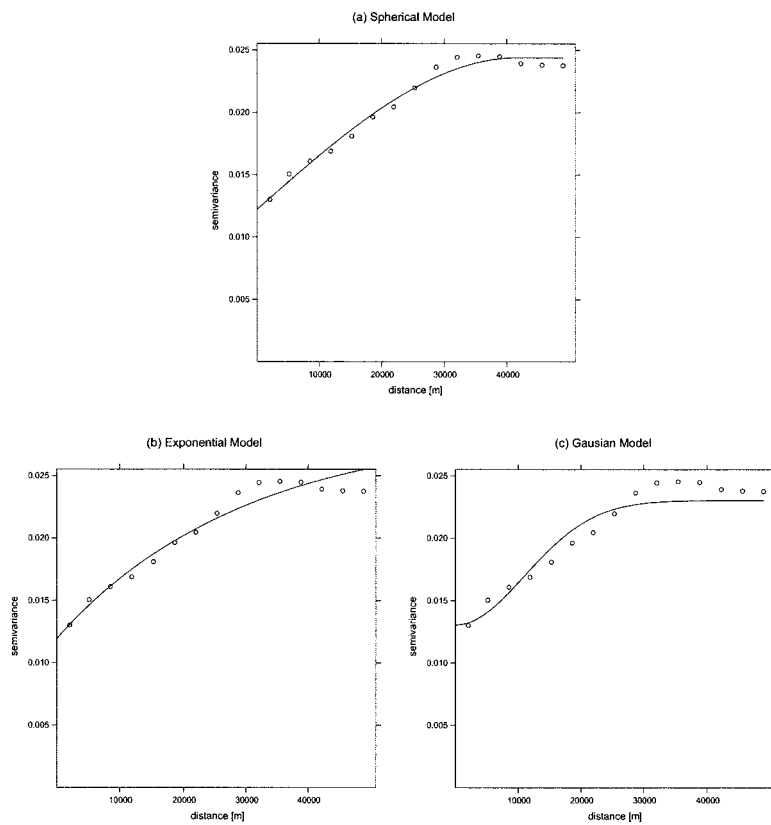 (a) Spherical Model
0.025
0.020
0.015
0.010
0.005
semivariance
10000 20000 30000 40000
distance [m]
(b) Exponential Model
0.025
0.020
0.015
0.010
0.005
semivariance
10000 20000 30000 40000
distance [m]
(c) Gausian Model
0.025
0.020
0.015
0.010
0.005
semivariance
10000 20000 30000 40000
distance [m]